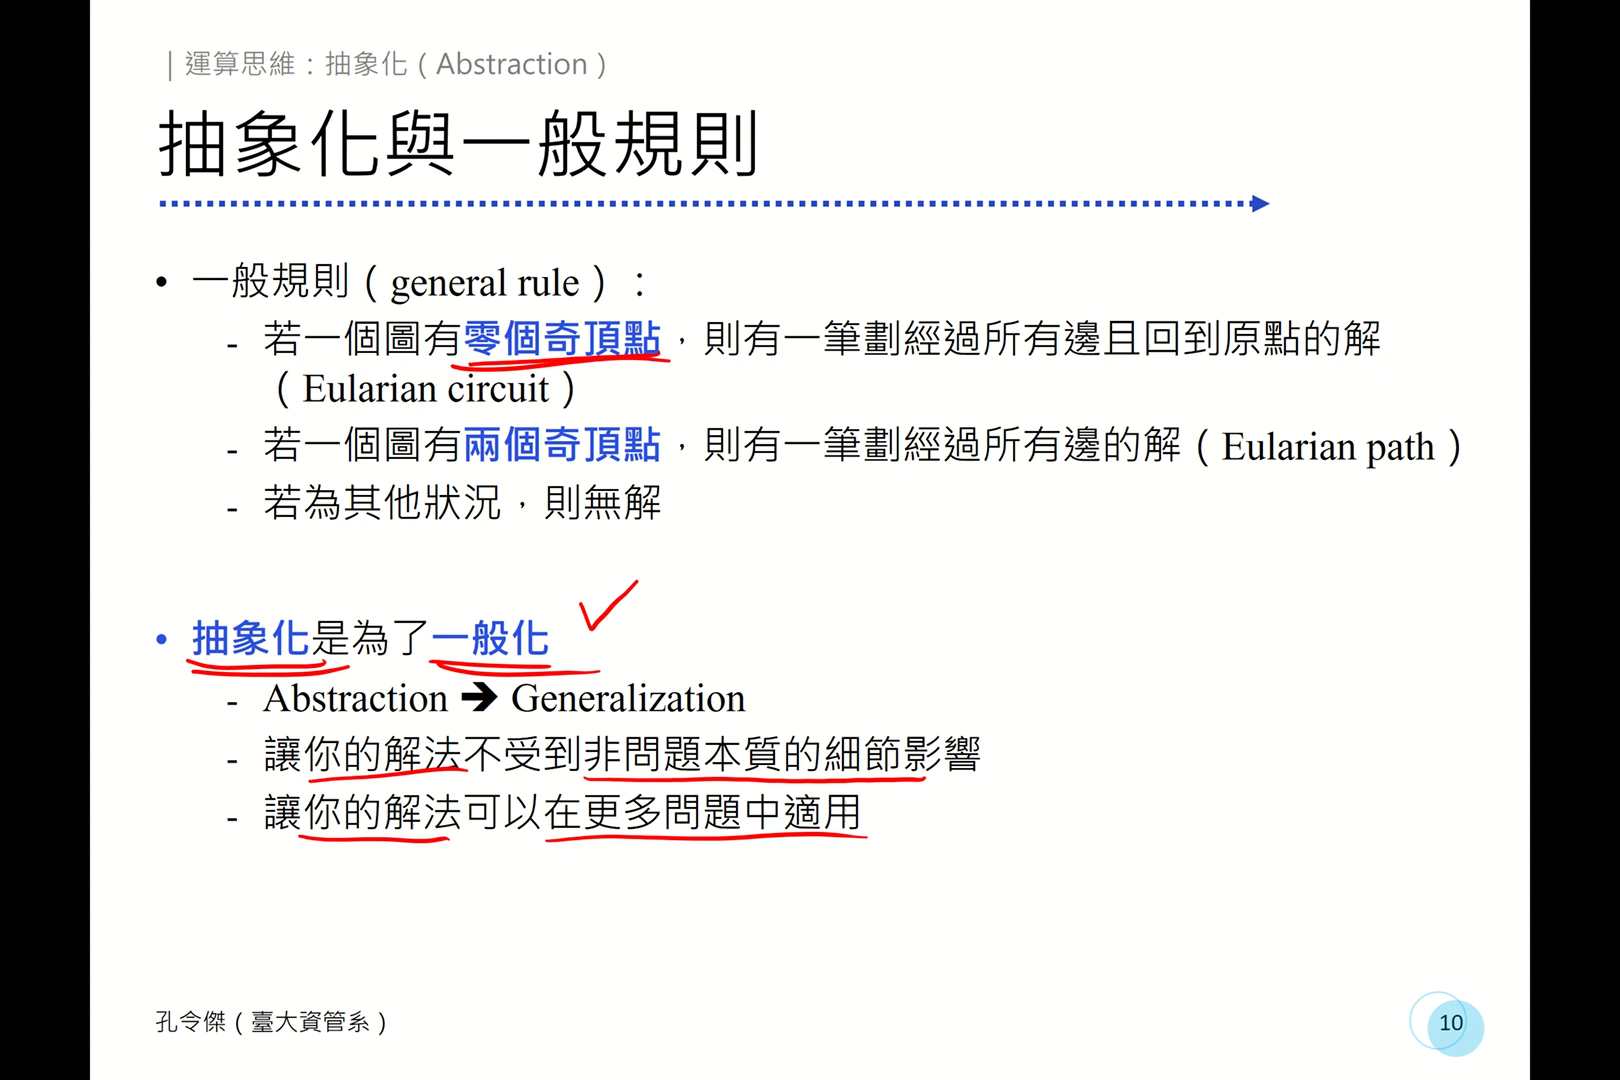 ｜運算思維：抽象化（Abstraction）
抽象化與一般規則
• 一般規則（general rule）：
- 若一個圖有零個奇頂點，則有一筆劃經過所有邊且回到原點的解
（Eularian circuit）
- 若一個圖有兩個奇頂點，則有一筆劃經過所有邊的解（Eularian path）
- 若為其他狀況，則無解
• 抽象化是為了一般化
- Abstraction ➔ Generalization
- 讓你的解法不受到非問題本質的細節影響
- 讓你的解法可以在更多問題中適用
孔令傑（臺大資管系）
10